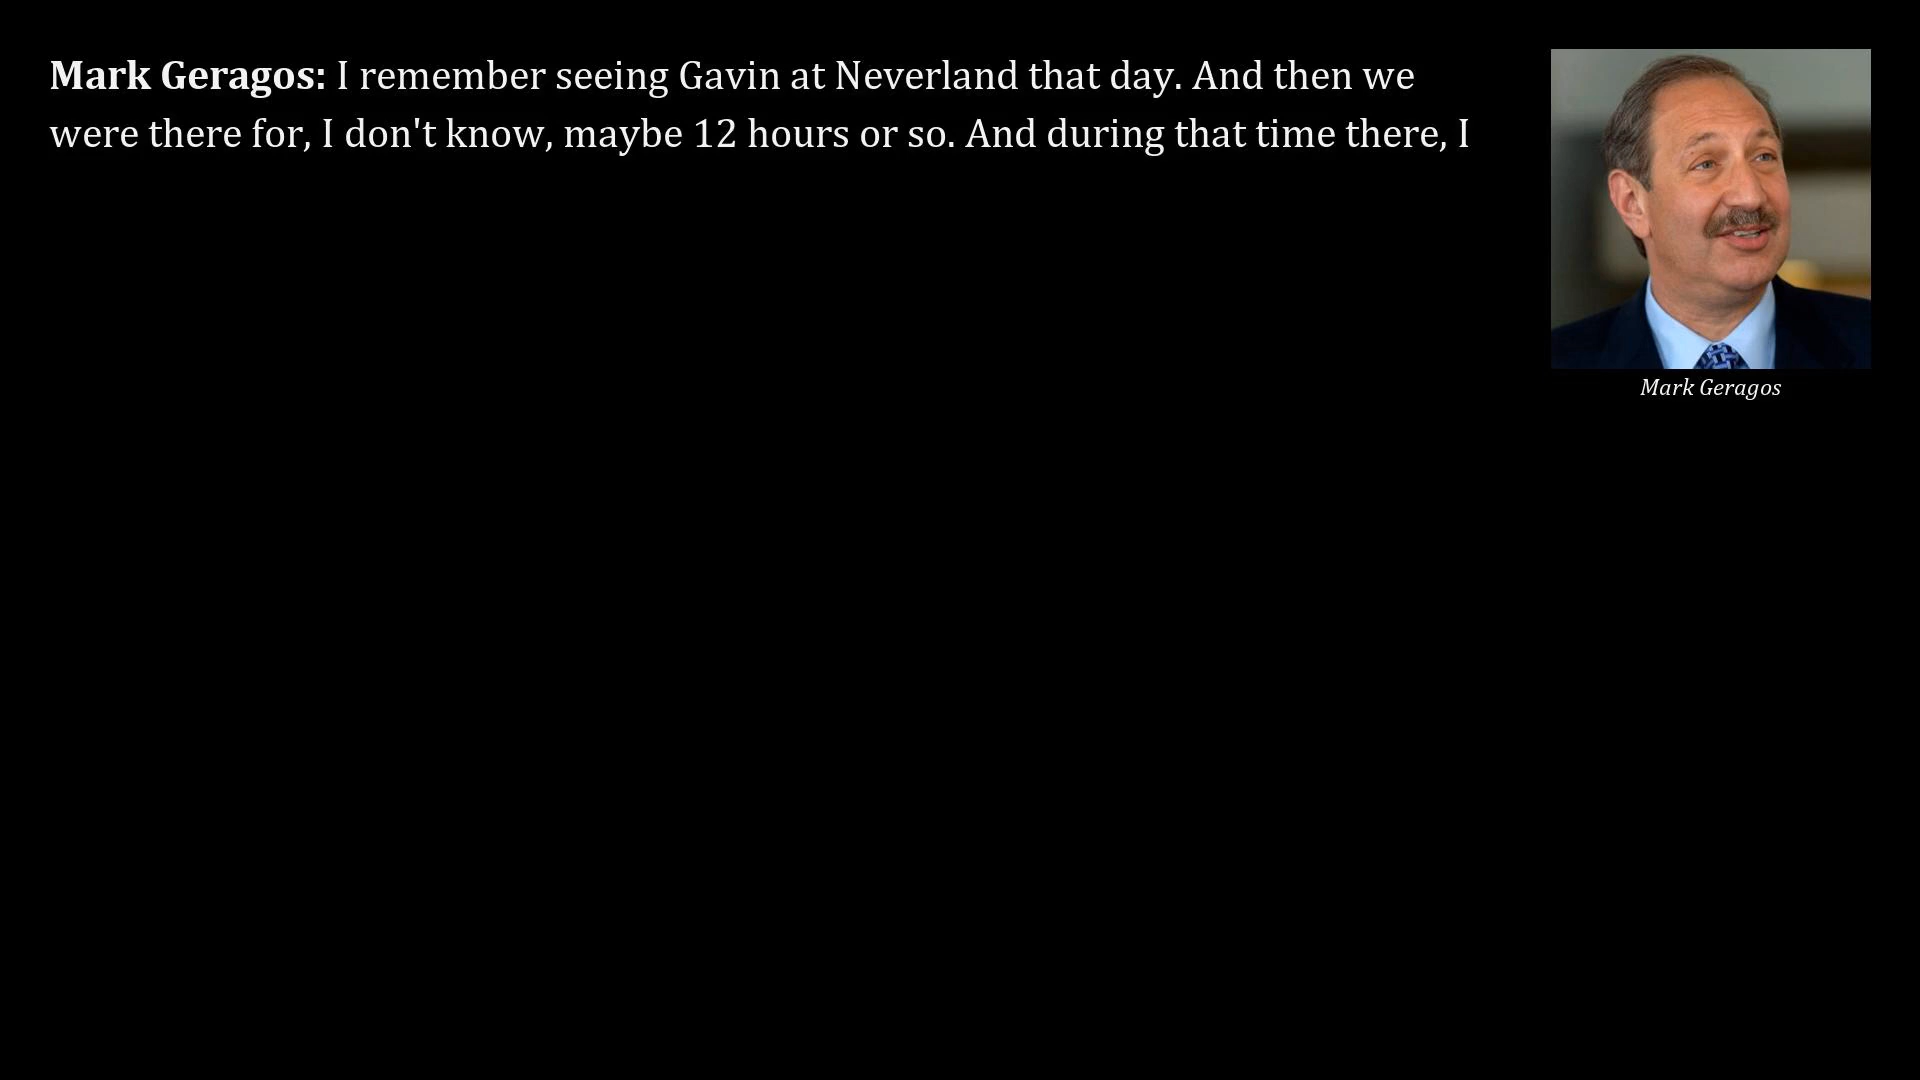 Mark Geragos: I remember seeing Gavin at Neverland that day. And then we
were there for, I don't know, maybe 12 hours or so. And during that time there, I
Mark Geragos